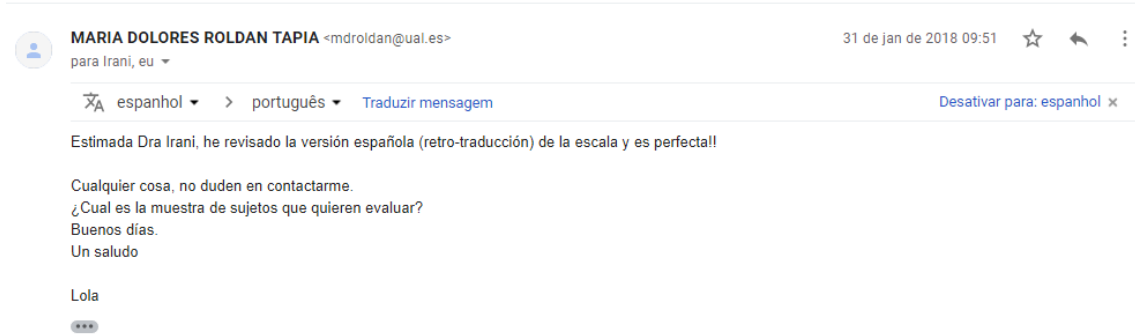 MARIA DOLORES ROLDAN TAPIA <mdroldan@ual.es> 31 de jan de 2018 09:51
para Irani, eu
espanhol > português Traduzir mensagem Desativar para: espanhol x
Estimada Dra Irani, he revisado la versión española (retro-traducción) de la escala y es perfecta!!
Cualquier cosa, no duden en contactarme.
¿Cual es la muestra de sujetos que quieren evaluar?
Buenos días.
Un saludo
Lola